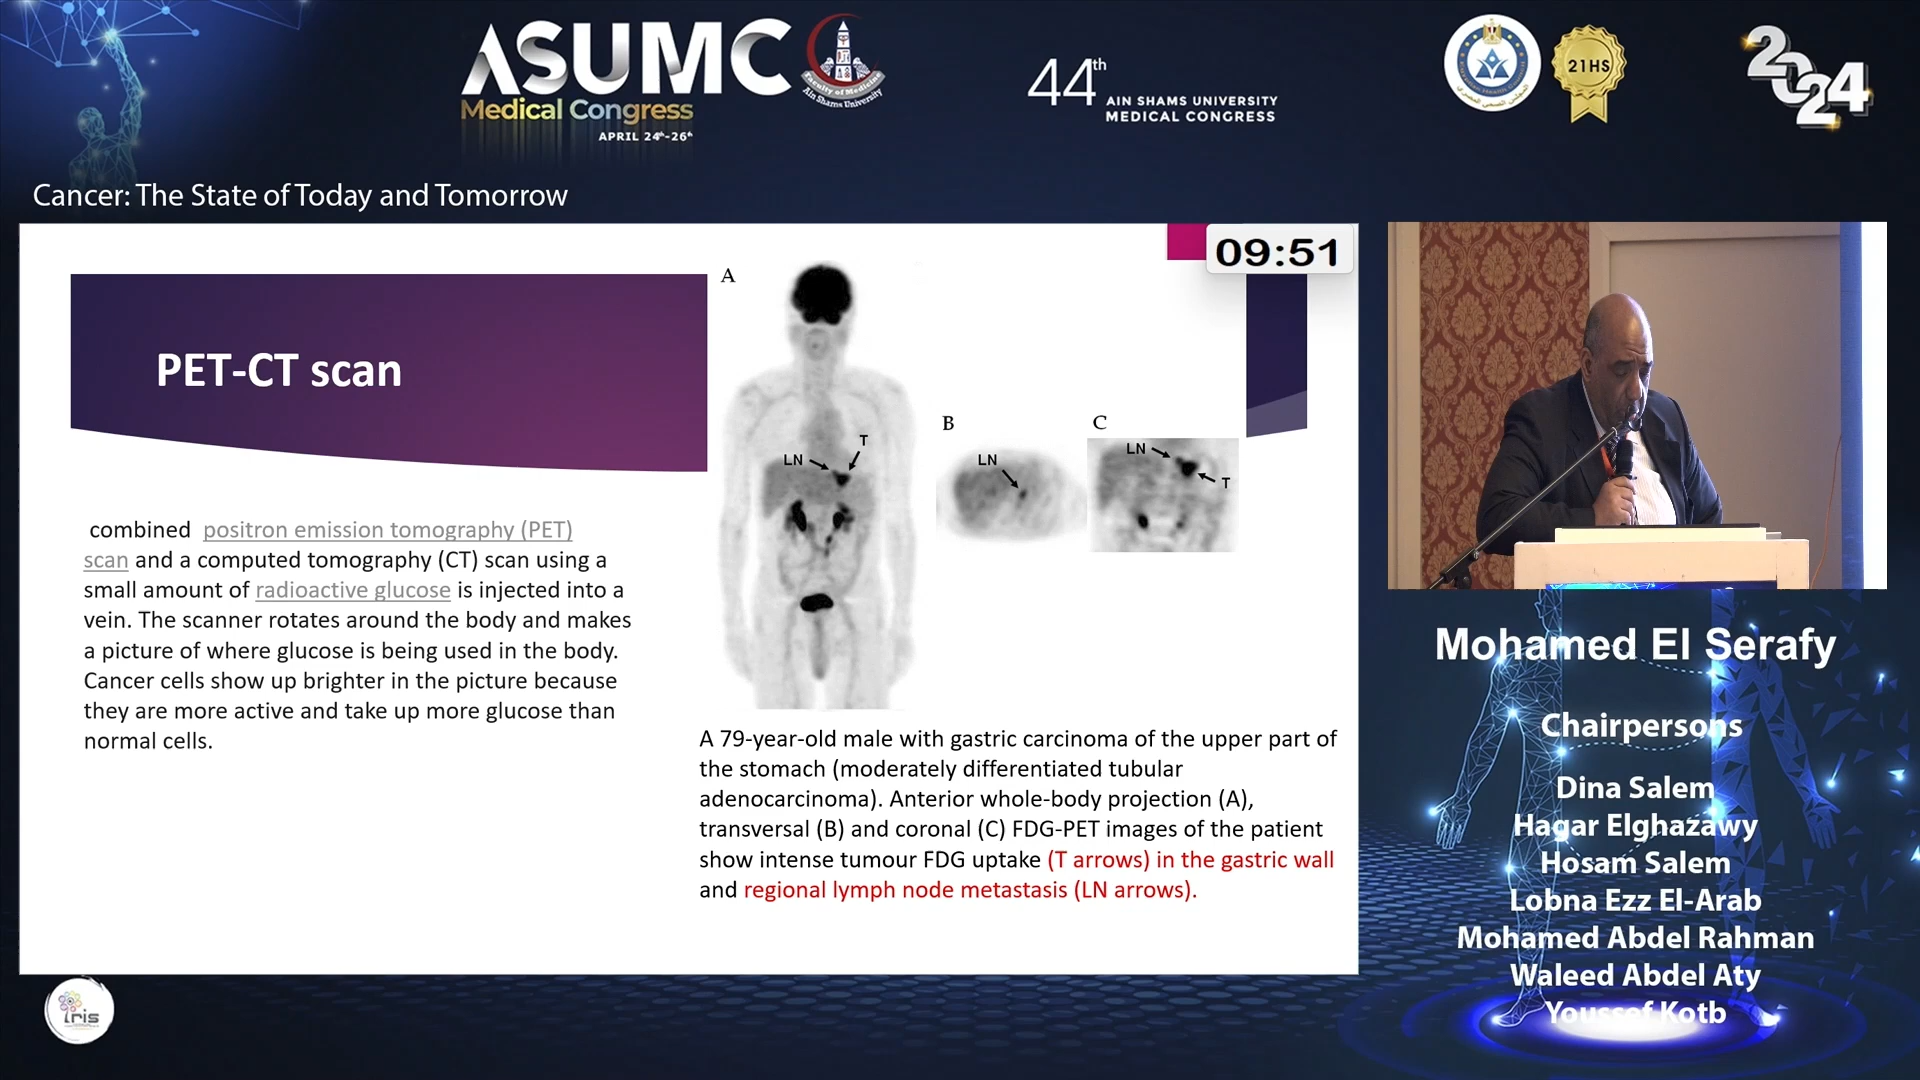 ASUMC
Medical Congress
APRIL 24th-26th
Faculty of Medicine
Ain Shams University
44th
AIN SHAMS UNIVERSITY
MEDICAL CONGRESS
21HS
2024
Cancer: The State of Today and Tomorrow
09:51
PET-CT scan
combined positron emission tomography (PET)
scan and a computed tomography (CT) scan using a
small amount of radioactive glucose is injected into a
vein. The scanner rotates around the body and makes
a picture of where glucose is being used in the body.
Cancer cells show up brighter in the picture because
they are more active and take up more glucose than
normal cells.
A
LN
T
B
LN
C
LN
T
A 79-year-old male with gastric carcinoma of the upper part of
the stomach (moderately differentiated tubular
adenocarcinoma). Anterior whole-body projection (A),
transversal (B) and coronal (C) FDG-PET images of the patient
show intense tumour FDG uptake (T arrows) in the gastric wall
and regional lymph node metastasis (LN arrows).
Mohamed El Serafy
Chairpersons
Dina Salem
Hagar Elghazawy
Hosam Salem
Lobna Ezz El-Arab
Mohamed Abdel Rahman
Waleed Abdel Aty
Youssef Kotb
iris